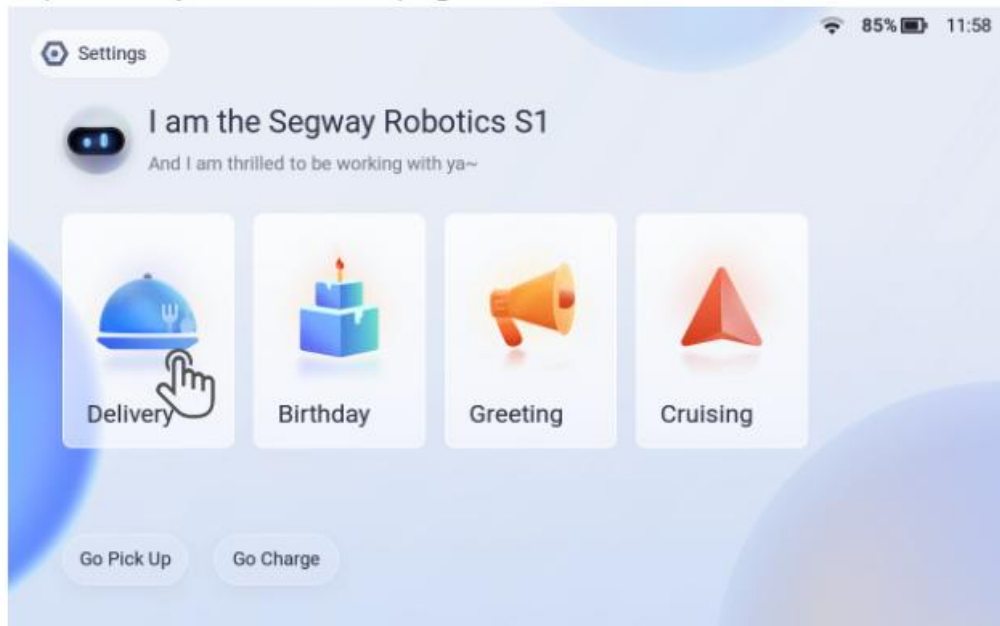 85% 11:58
Settings
I am the Segway Robotics S1
And I am thrilled to be working with ya~
Delivery Birthday Greeting Cruising
Go Pick Up Go Charge